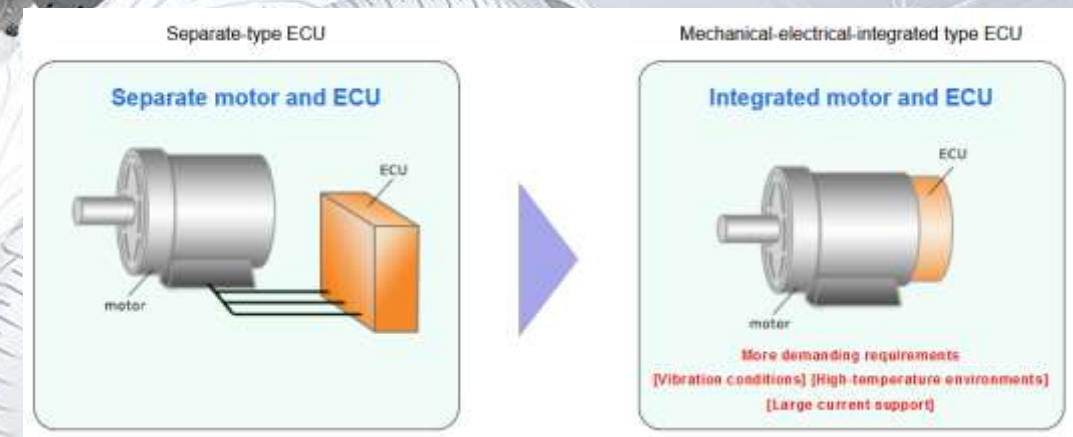 Separate-type ECU
Separate motor and ECU
ECU
motor
Mechanical-electrical-integrated type ECU
Integrated motor and ECU
ECU
motor
More demanding requirements
[Vibration conditions] [High-temperature environments]
[Large current support]